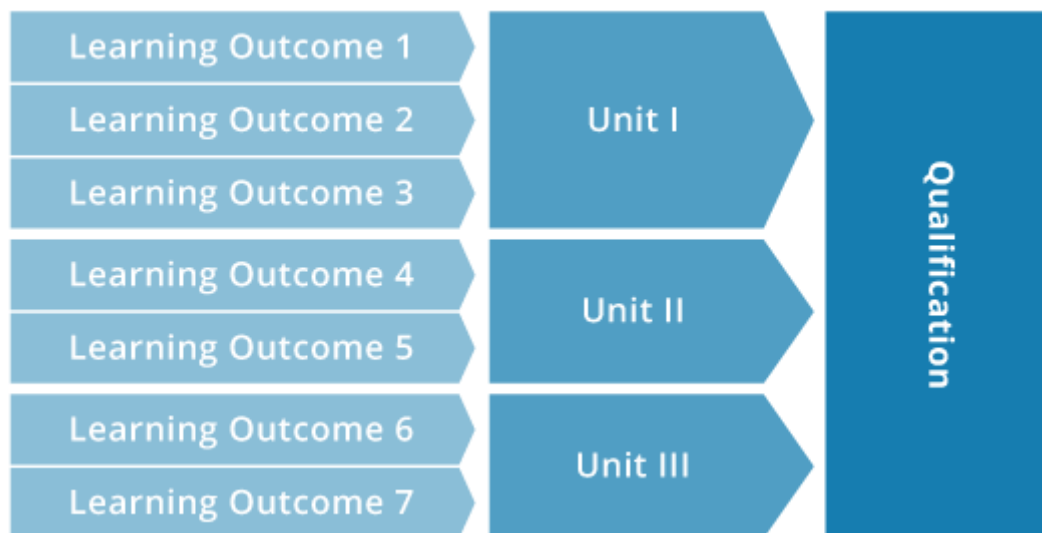 Learning Outcome 1
Learning Outcome 2
Learning Outcome 3
Unit I
Learning Outcome 4
Learning Outcome 5
Unit II
Learning Outcome 6
Learning Outcome 7
Unit III
Qualification